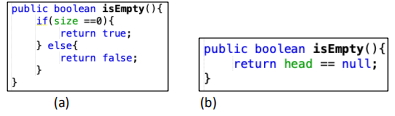 public boolean isEmpty(){
    if(size ==0){
        return true;
    } else{
        return false;
    }
}
(a)
public boolean isEmpty(){
    return head == null;
}
(b)